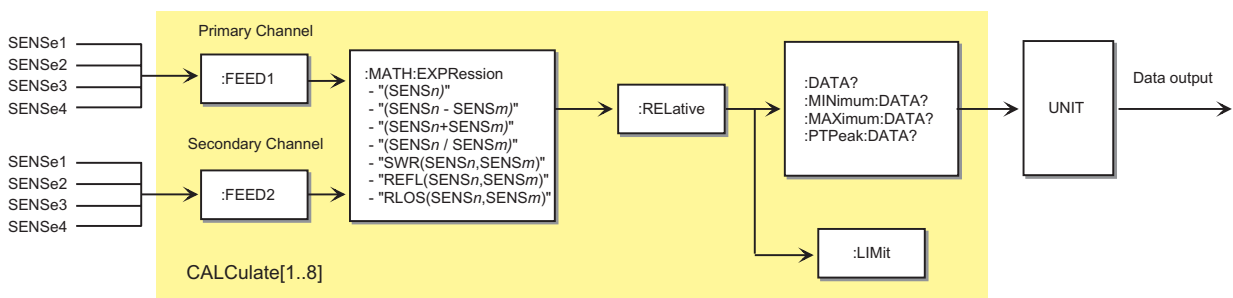 Primary Channel
SENSe1
SENSe2
SENSe3
SENSe4
:FEED1
Secondary Channel
SENSe1
SENSe2
SENSe3
SENSe4
:FEED2
:MATH:EXPRession
- "(SENSn)"
- "(SENSn - SENSm)"
- "(SENSn+SENSm)"
- "(SENSn / SENSm)"
- "SWR(SENSn,SENSm)"
- "REFL(SENSn,SENSm)"
- "RLOS(SENSn,SENSm)"
:RELative
:DATA?
:MINimum:DATA?
:MAXimum:DATA?
:PTPeak:DATA?
:LIMit
UNIT
Data output
CALCulate[1..8]